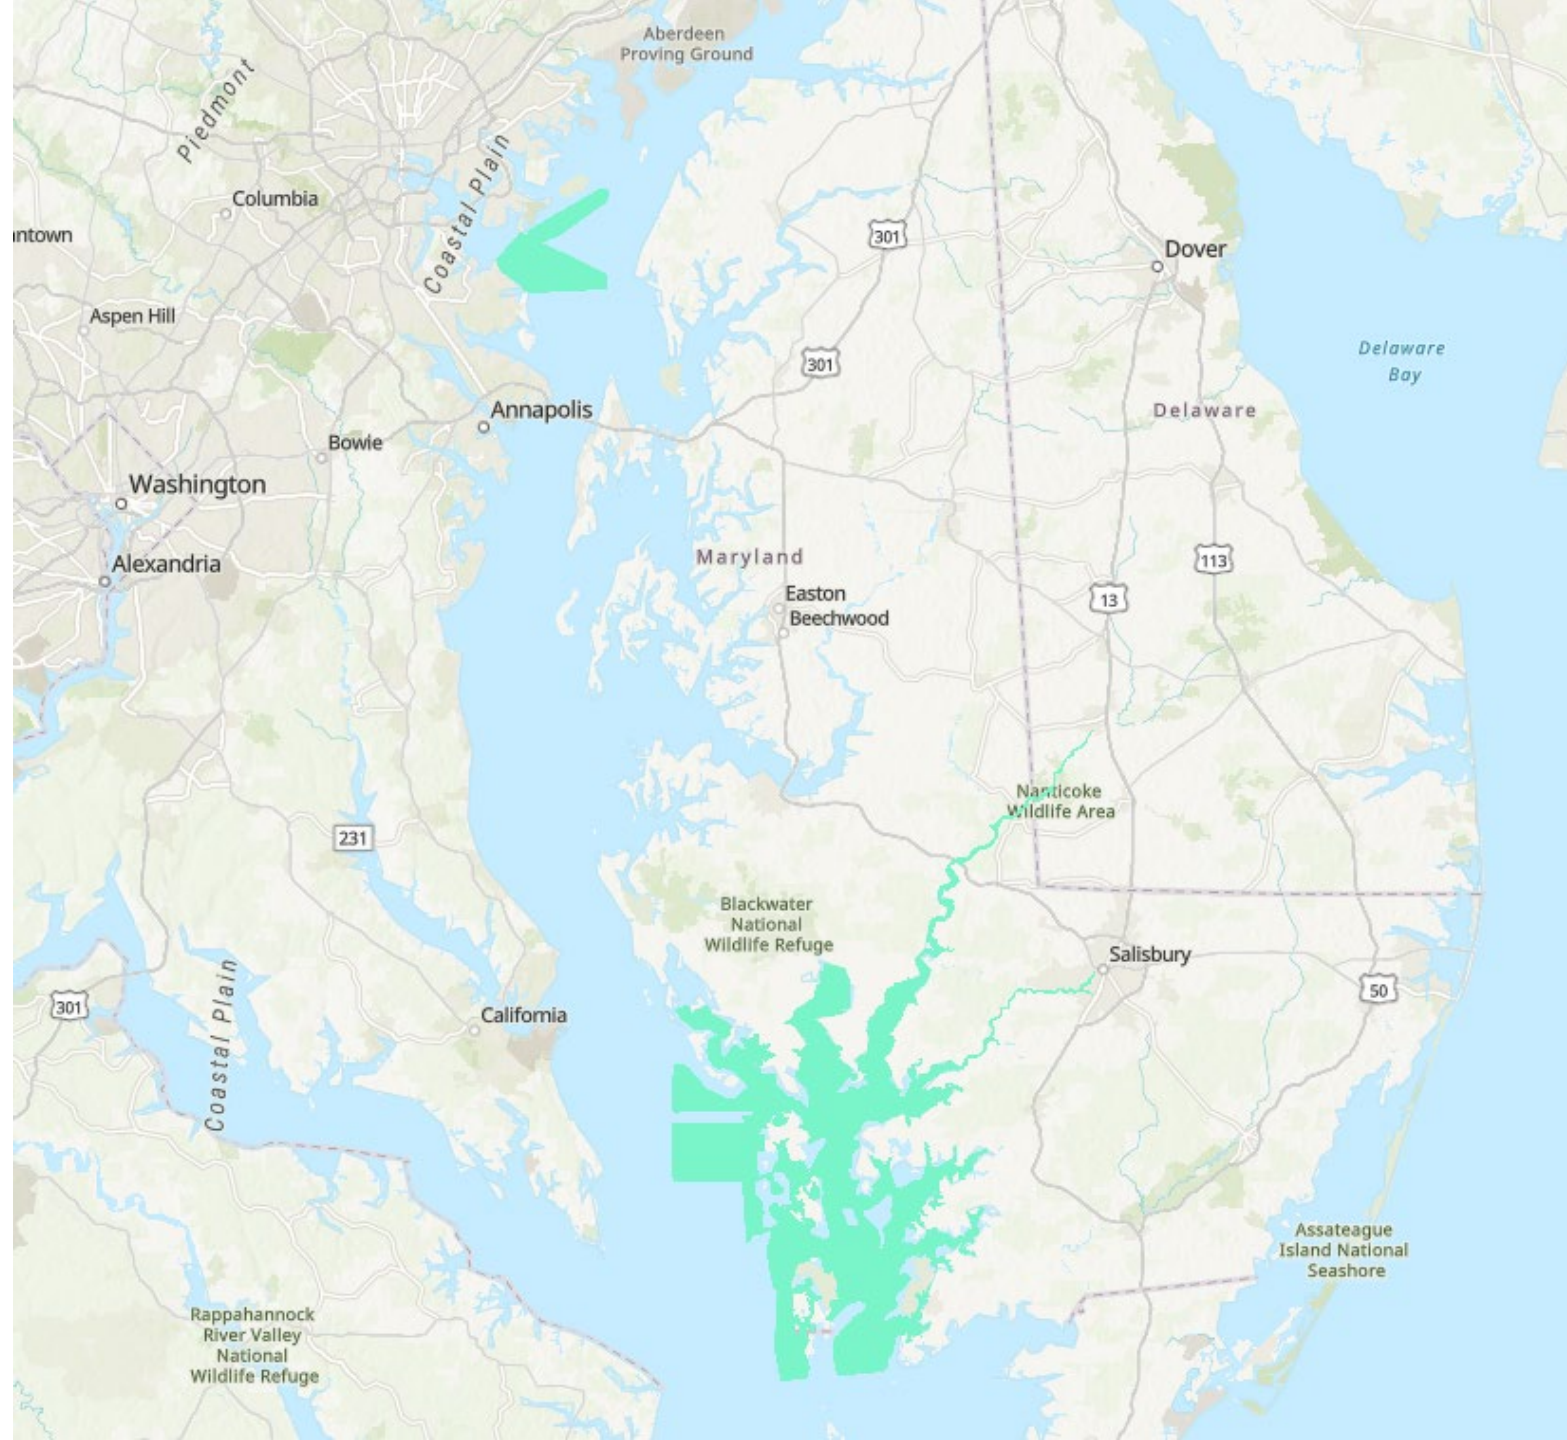 Aberdeen
Proving Ground
Piedmont
Coastal Plain
Columbia
ntown
301
Dover
Aspen Hill
301
Delaware
Bay
Annapolis
Delaware
Bowie
Washington
Maryland
Alexandria
113
Easton
13
Beechwood
Nanticoke
Wildlife Area
231
Blackwater
National
Wildlife Refuge
Salisbury
50
301
Coastal Plain
California
Assateague
Island National
Seashore
Rappahannock
River Valley
National
Wildlife Refuge